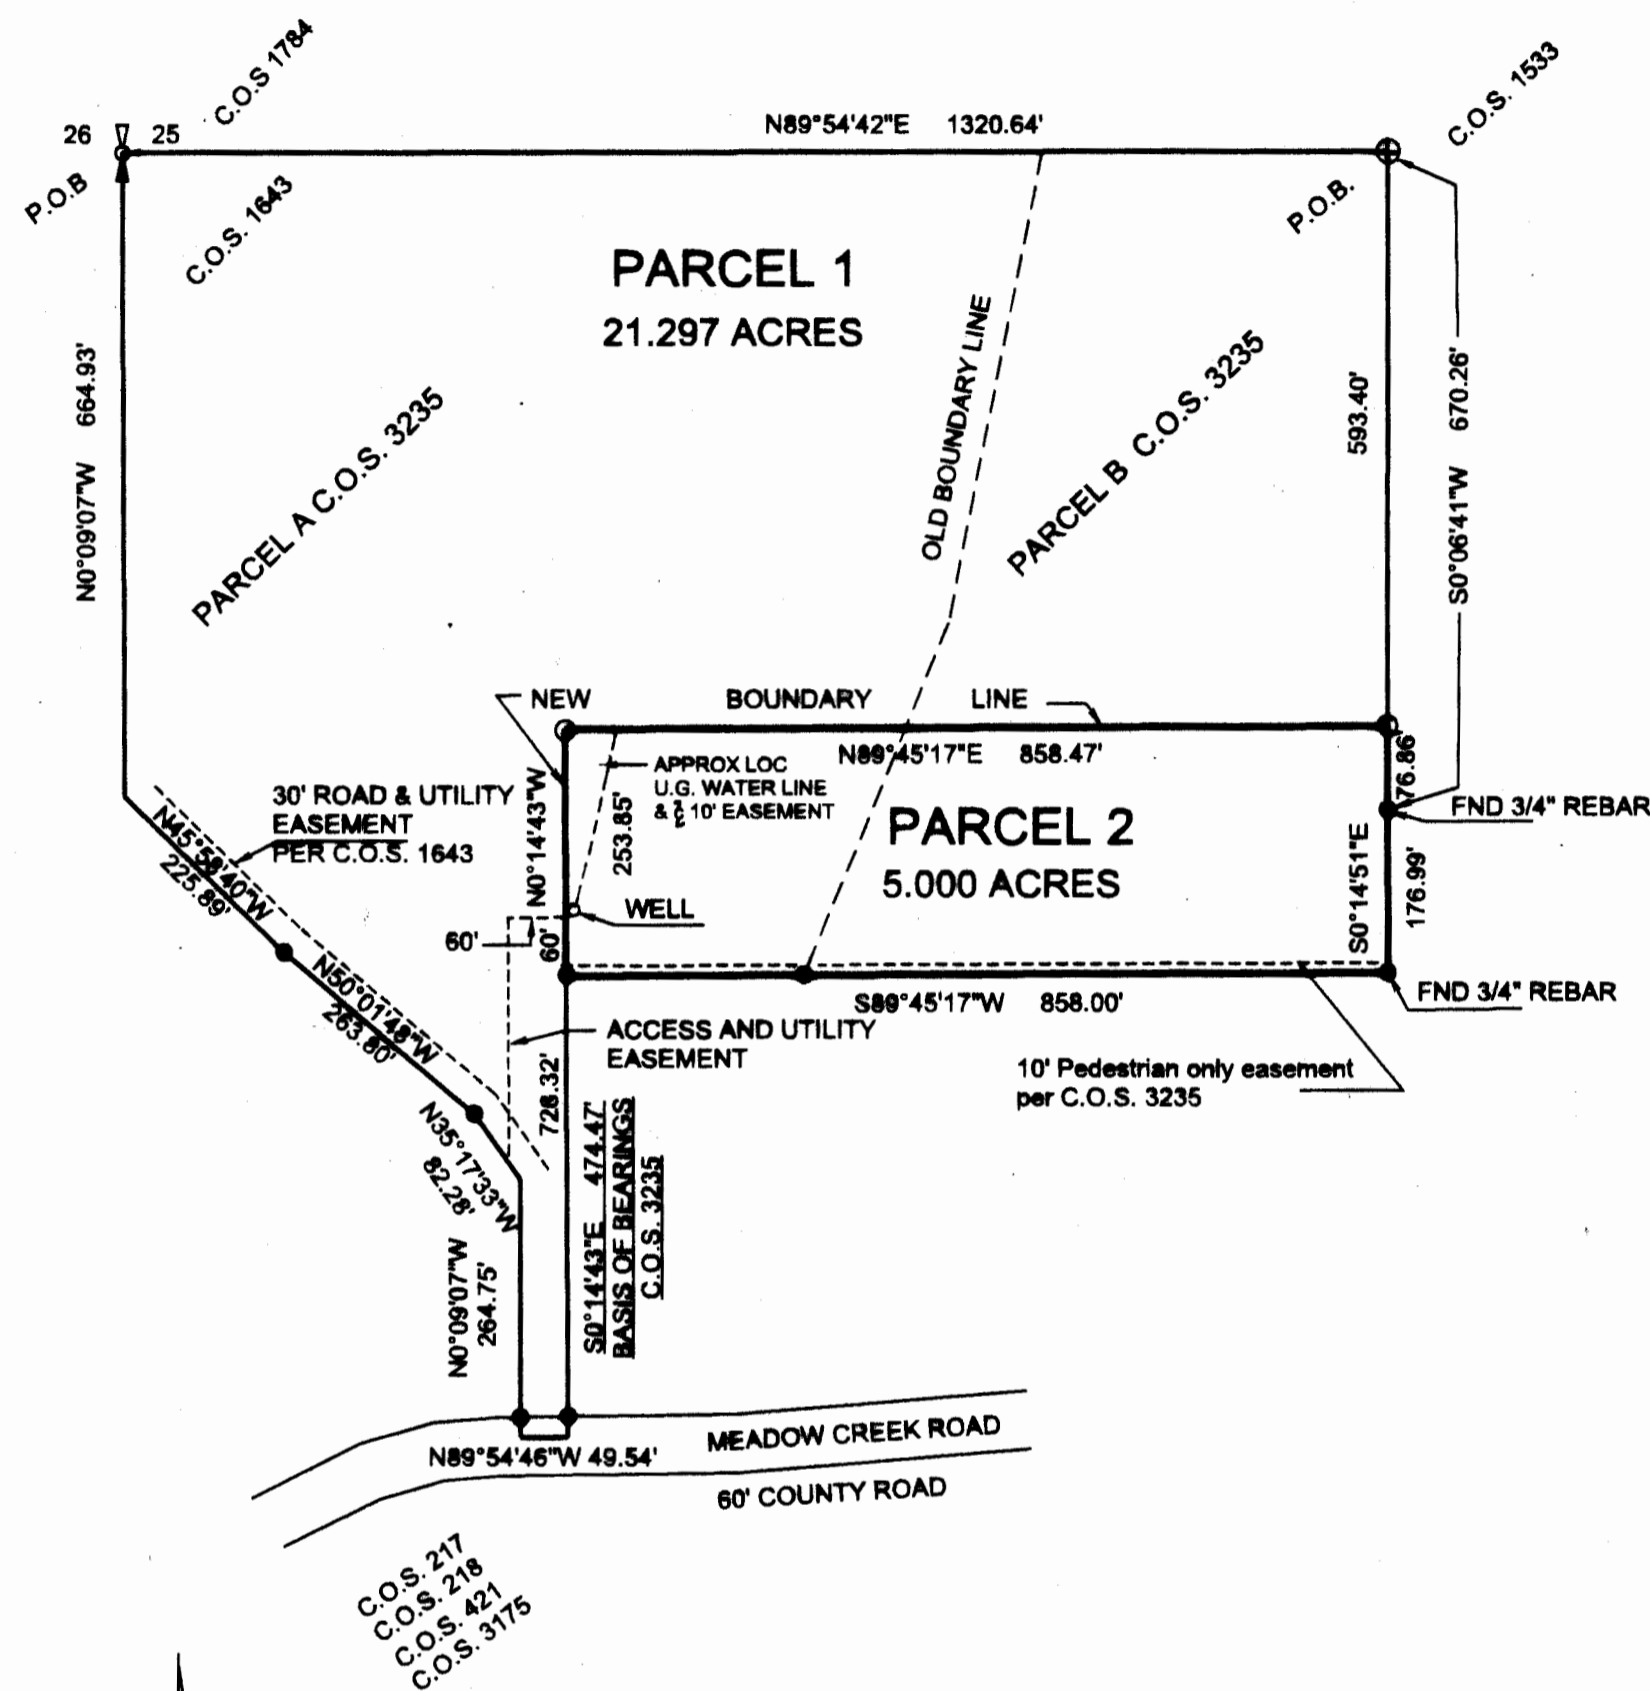 C.O.S 1784
C.O.S. 1533
26 25
N89°54'42"E 1320.64'
P.O.B
C.O.S. 1643
P.O.B.
PARCEL 1
21.297 ACRES
N0°09'07"W 664.93'
PARCEL A C.O.S. 3235
OLD BOUNDARY LINE
PARCEL B C.O.S. 3235
593.40'
S0°06'41"W 670.26'
NEW BOUNDARY LINE
N89°45'17"E 858.47'
76.86'
30' ROAD & UTILITY
EASEMENT
PER C.O.S. 1643
N0°14'43"W
253.85'
APPROX LOC
U.G. WATER LINE
& 10' EASEMENT
PARCEL 2
5.000 ACRES
FND 3/4" REBAR
S0°14'51"E
176.99'
N45°58'40"W
225.89'
WELL
60'
60'
N50°01'48"W
263.80'
S89°45'17"W 858.00'
FND 3/4" REBAR
ACCESS AND UTILITY
EASEMENT
10' Pedestrian only easement
per C.O.S. 3235
728.32'
N35°17'33"W
82.28'
S0°14'43"E 474.47'
BASIS OF BEARINGS
C.O.S. 3235
N0°09'07"W
264.75'
N89°54'46"W 49.54'
MEADOW CREEK ROAD
60' COUNTY ROAD
C.O.S. 217
C.O.S. 218
C.O.S. 421
C.O.S. 3175